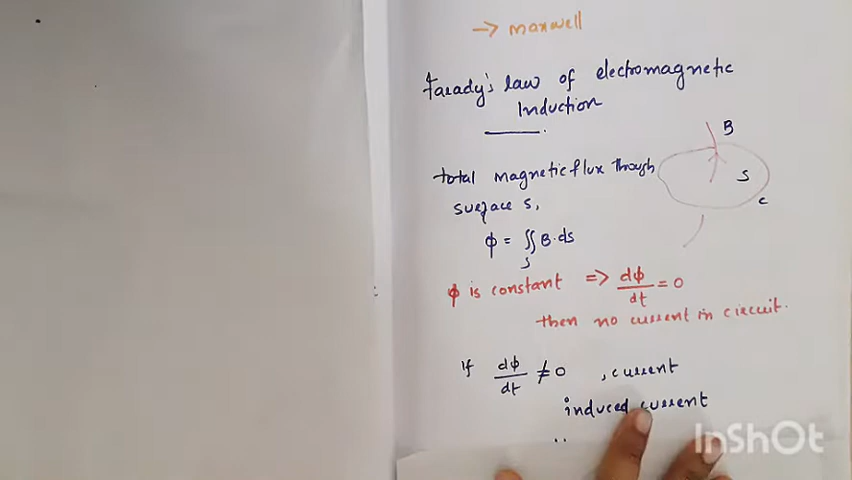 → maxwell
Farady's law of electromagnetic
Induction
B
total magnetic flux through
S
surface s,
c
φ = ∬ B.ds
S
φ is constant => dφ/dt = 0
then no current in circuit.
If dφ/dt ≠ 0 , current
induced current
InShOt